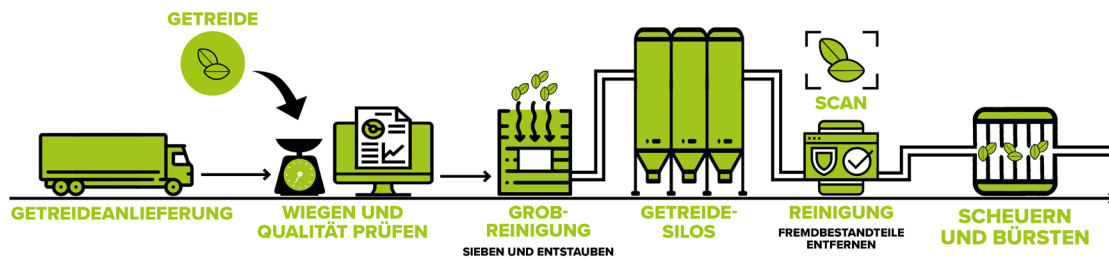 GETREIDE
SCAN
GETREIDEANLIEFERUNG
WIEGEN UND
QUALITÄT PRÜFEN
GROB-
REINIGUNG
SIEBEN UND ENTSTAUBEN
GETREIDE-
SILOS
REINIGUNG
FREMDBESTANDTEILE
ENTFERNEN
SCHEUERN
UND BÜRSTEN